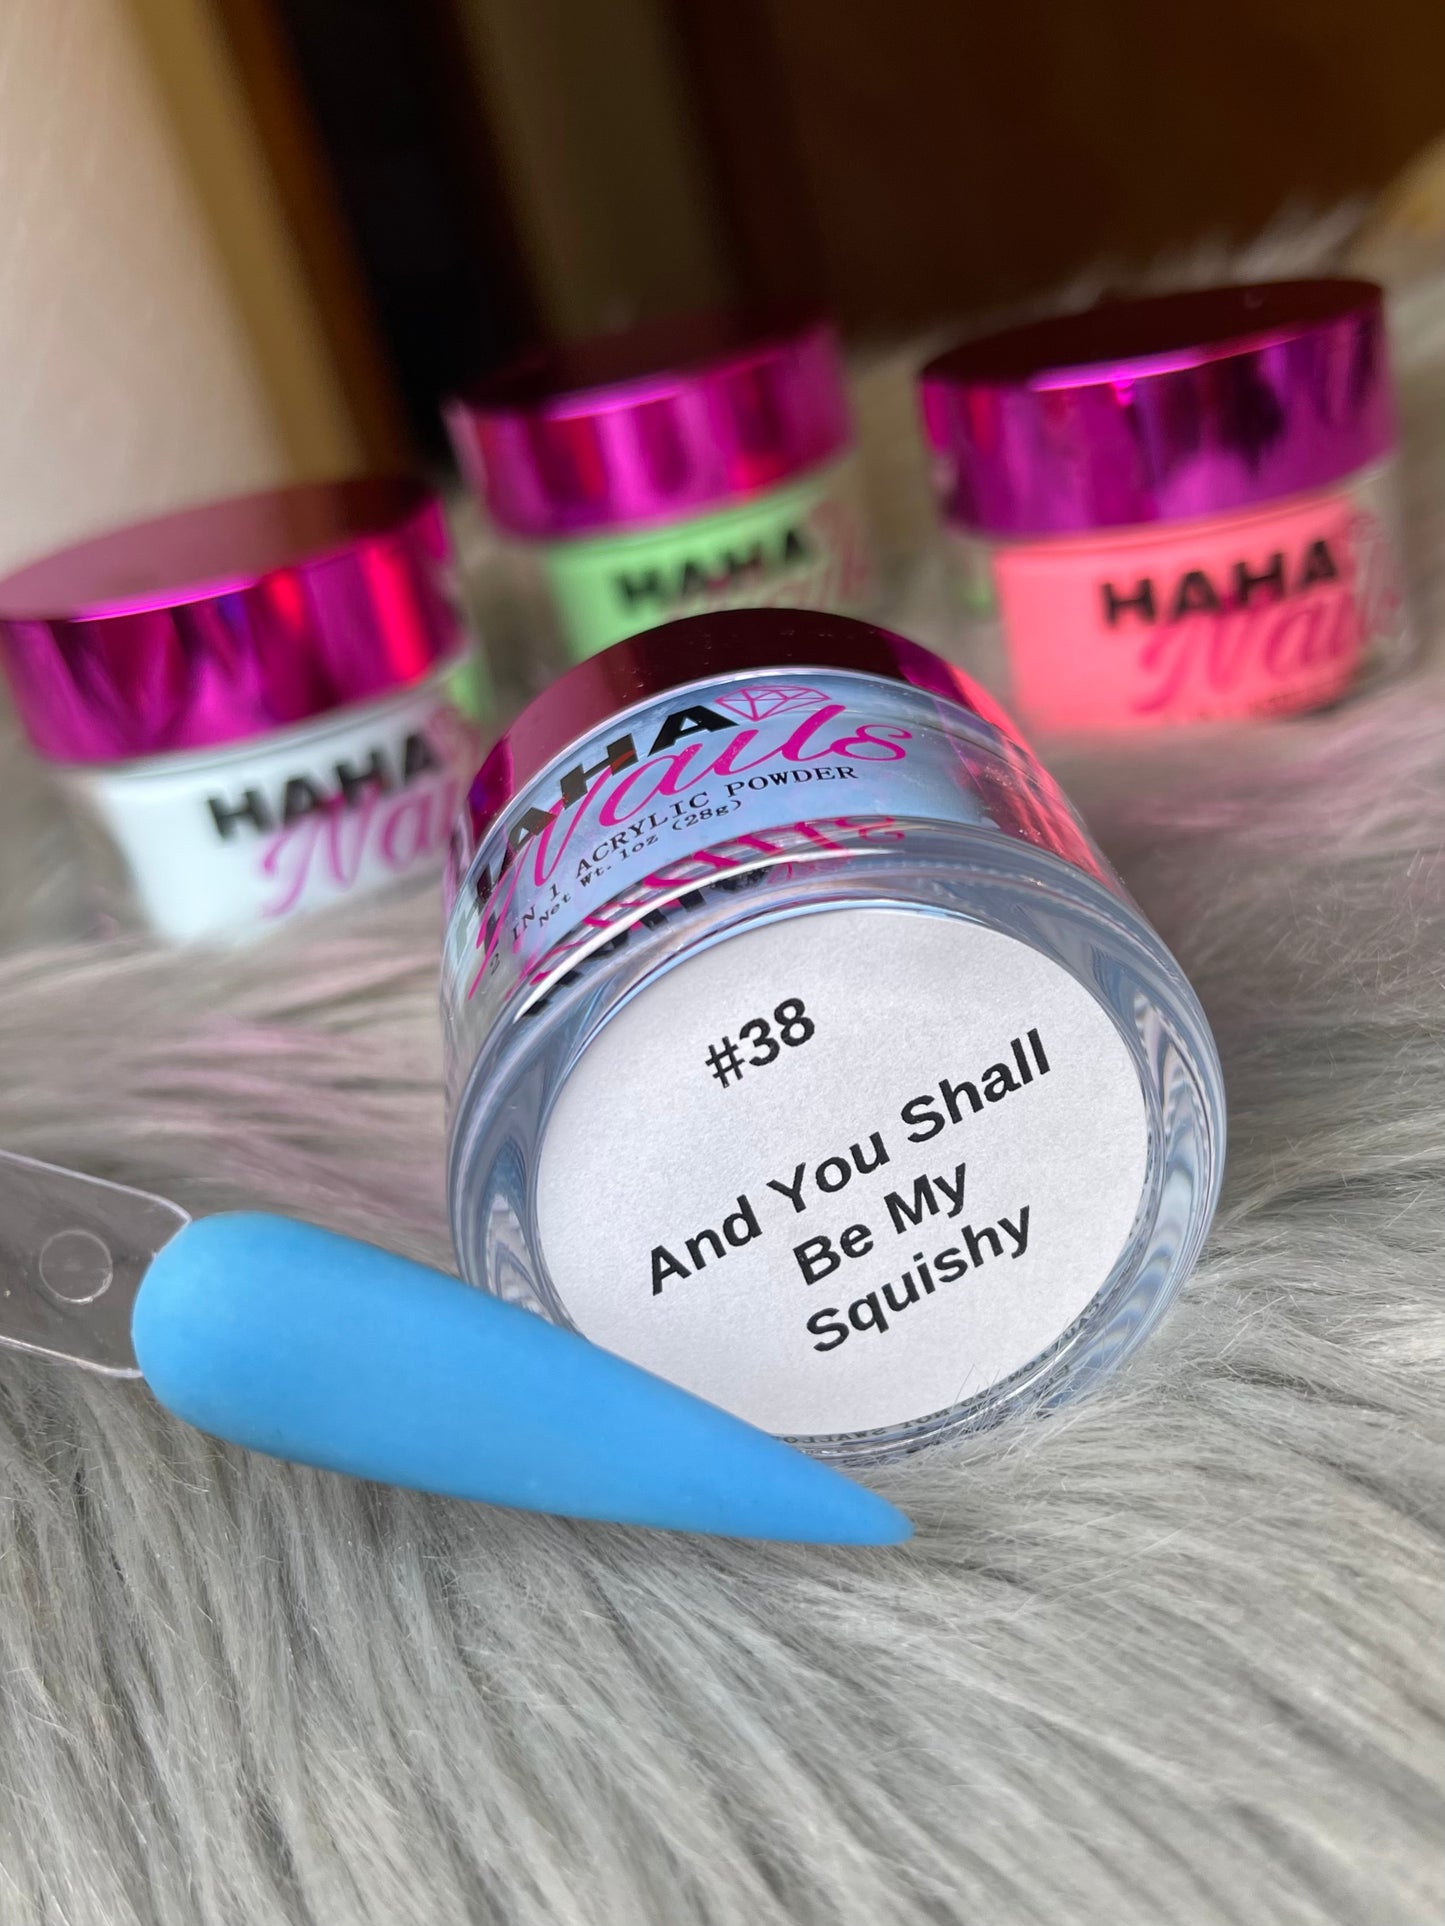 HAHA
Nails
HAHA
HAHA
Nails
HAHA
Nails
2 IN 1 ACRYLIC POWDER
Net Wt. 1oz (28g)
#38
And You Shall
Be My
Squishy